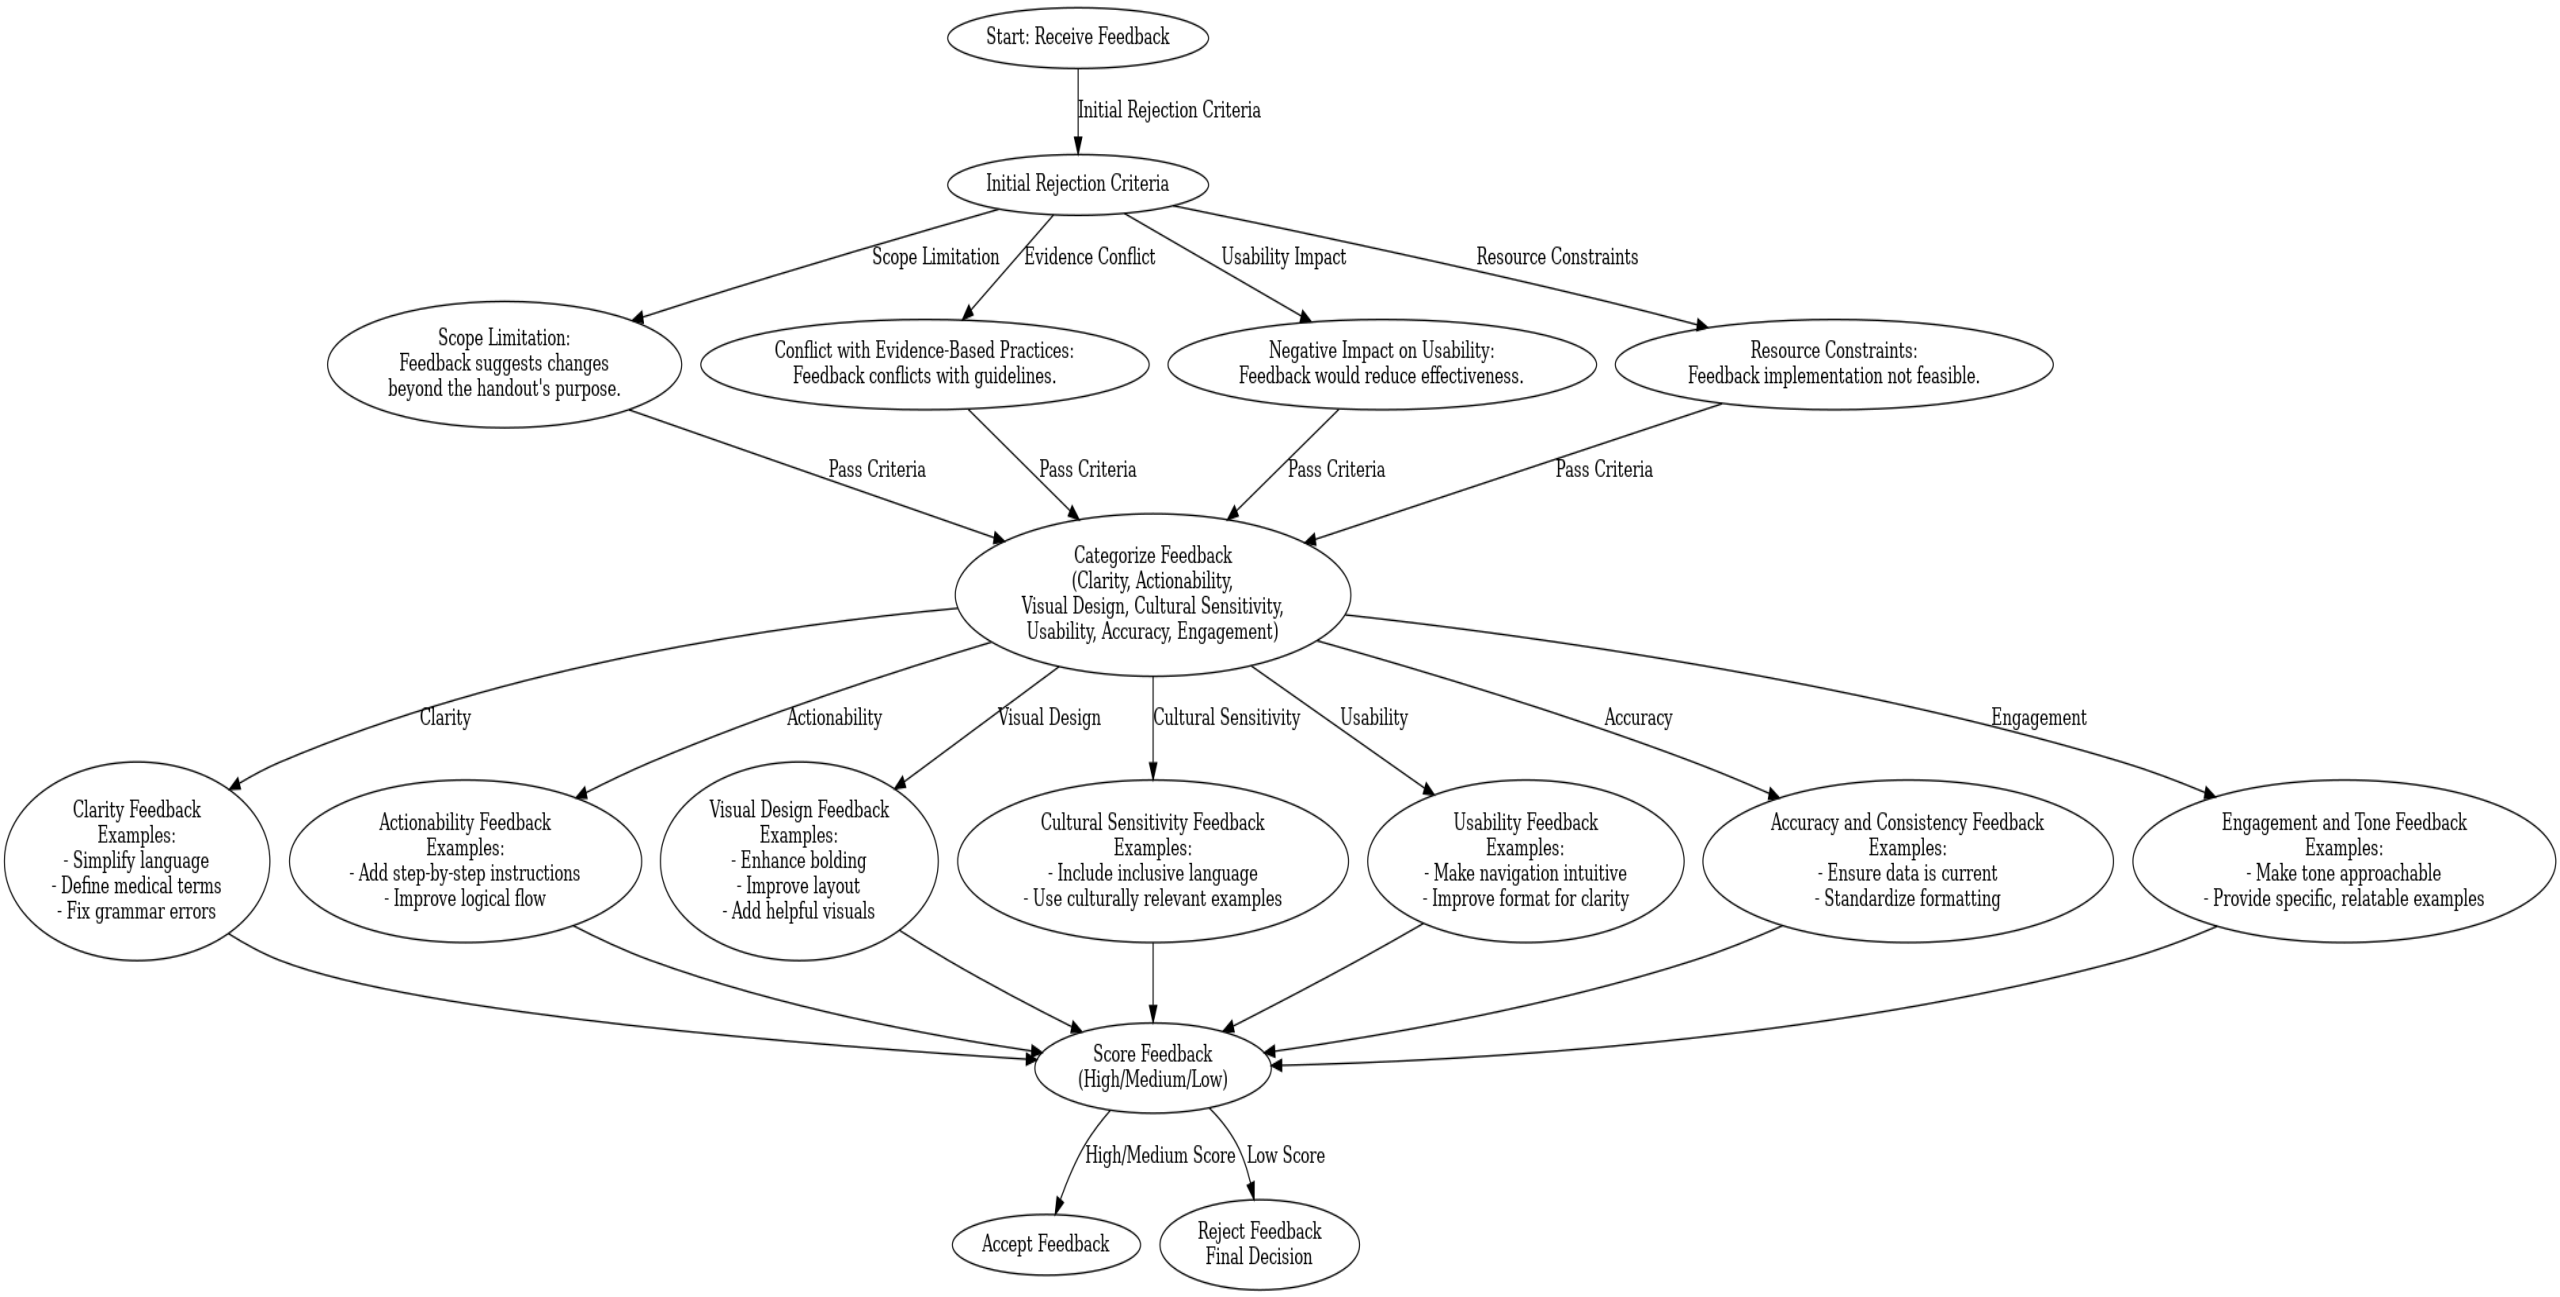 Start: Receive Feedback
Initial Rejection Criteria
Initial Rejection Criteria
Scope Limitation
Evidence Conflict
Usability Impact
Resource Constraints
Scope Limitation:
Feedback suggests changes
beyond the handout's purpose.
Conflict with Evidence-Based Practices:
Feedback conflicts with guidelines.
Negative Impact on Usability:
Feedback would reduce effectiveness.
Resource Constraints:
Feedback implementation not feasible.
Pass Criteria
Pass Criteria
Pass Criteria
Pass Criteria
Categorize Feedback
(Clarity, Actionability,
Visual Design, Cultural Sensitivity,
Usability, Accuracy, Engagement)
Clarity
Actionability
Visual Design
Cultural Sensitivity
Usability
Accuracy
Engagement
Clarity Feedback
Examples:
- Simplify language
- Define medical terms
- Fix grammar errors
Actionability Feedback
Examples:
- Add step-by-step instructions
- Improve logical flow
Visual Design Feedback
Examples:
- Enhance bolding
- Improve layout
- Add helpful visuals
Cultural Sensitivity Feedback
Examples:
- Include inclusive language
- Use culturally relevant examples
Usability Feedback
Examples:
- Make navigation intuitive
- Improve format for clarity
Accuracy and Consistency Feedback
Examples:
- Ensure data is current
- Standardize formatting
Engagement and Tone Feedback
Examples:
- Make tone approachable
- Provide specific, relatable examples
Score Feedback
(High/Medium/Low)
High/Medium Score
Low Score
Accept Feedback
Reject Feedback
Final Decision